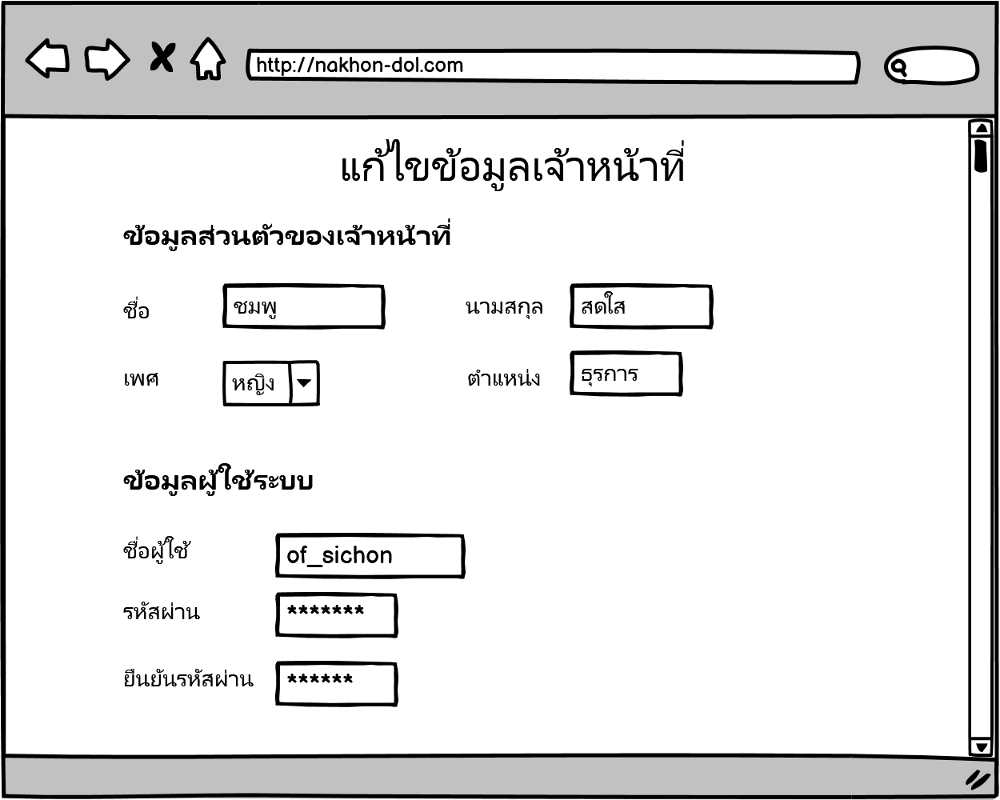 http://nakhon-dol.com
แก้ไขข้อมูลเจ้าหน้าที่
ข้อมูลส่วนตัวของเจ้าหน้าที่
ชื่อ ชมพู นามสกุล สดใส
เพศ หญิง ตำแหน่ง ธุรการ
ข้อมูลผู้ใช้ระบบ
ชื่อผู้ใช้ of_sichon
รหัสผ่าน *******
ยืนยันรหัสผ่าน ******